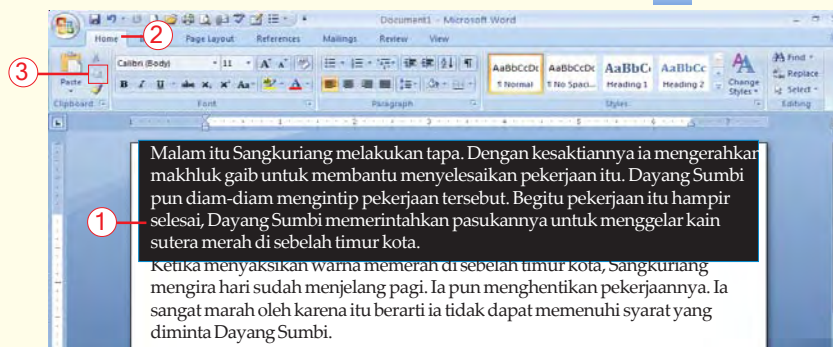 Document1 - Microsoft Word
Home
2
Page Layout
References
Mailings
Review
View
3
Paste
Calibri (Body)
11
AaBbCcDc
AaBbCcDc
AaBbC
AaBbCc
¶ Normal
¶ No Spaci...
Heading 1
Heading 2
Change Styles
Find
Replace
Select
Clipboard
Font
Paragraph
Styles
Editing
Malam itu Sangkuriang melakukan tapa. Dengan kesaktiannya ia mengerahkan
makhluk gaib untuk membantu menyelesaikan pekerjaan itu. Dayang Sumbi
pun diam-diam mengintip pekerjaan tersebut. Begitu pekerjaan itu hampir
1
selesai, Dayang Sumbi memerintahkan pasukannya untuk menggelar kain
sutera merah di sebelah timur kota.
Ketika menyaksikan warna memerah di sebelah timur kota, Sangkuriang
mengira hari sudah menjelang pagi. Ia pun menghentikan pekerjaannya. Ia
sangat marah oleh karena itu berarti ia tidak dapat memenuhi syarat yang
diminta Dayang Sumbi.